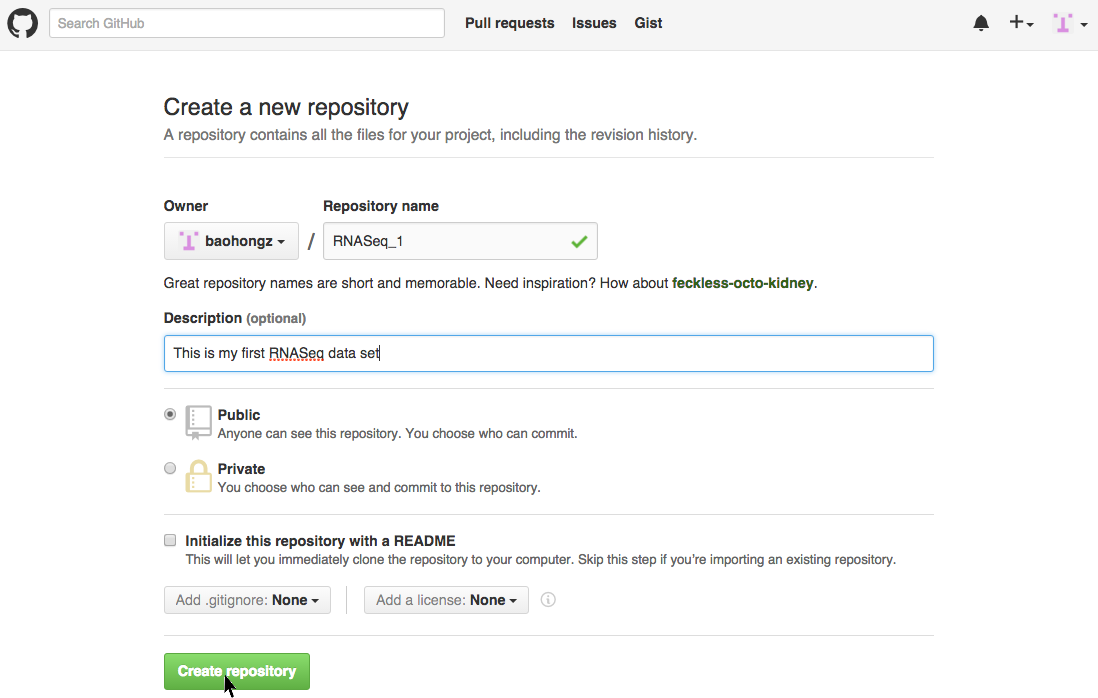 Search GitHub Pull requests Issues Gist
Create a new repository
A repository contains all the files for your project, including the revision history.
Owner Repository name
baohongz / RNASeq_1
Great repository names are short and memorable. Need inspiration? How about feckless-octo-kidney.
Description (optional)
This is my first RNASeq data set
Public
Anyone can see this repository. You choose who can commit.
Private
You choose who can see and commit to this repository.
Initialize this repository with a README
This will let you immediately clone the repository to your computer. Skip this step if you’re importing an existing repository.
Add .gitignore: None Add a license: None
Create repository